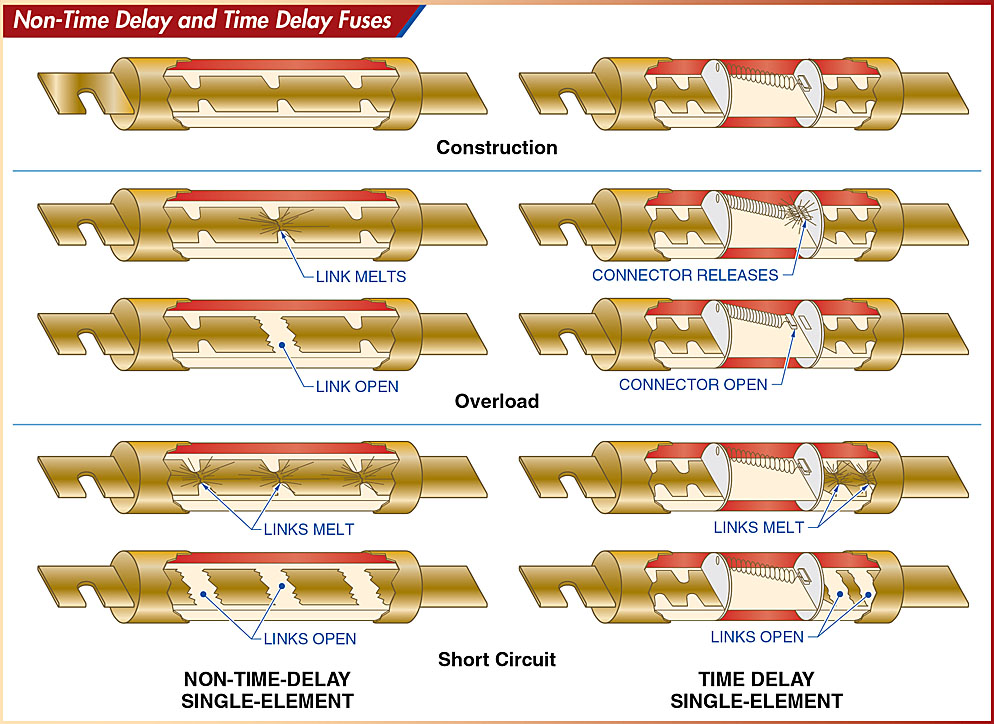 Non-Time Delay and Time Delay Fuses
Construction
LINK MELTS
CONNECTOR RELEASES
LINK OPEN
CONNECTOR OPEN
Overload
LINKS MELT
LINKS MELT
LINKS OPEN
LINKS OPEN
Short Circuit
NON-TIME-DELAY
SINGLE-ELEMENT
TIME DELAY
SINGLE-ELEMENT